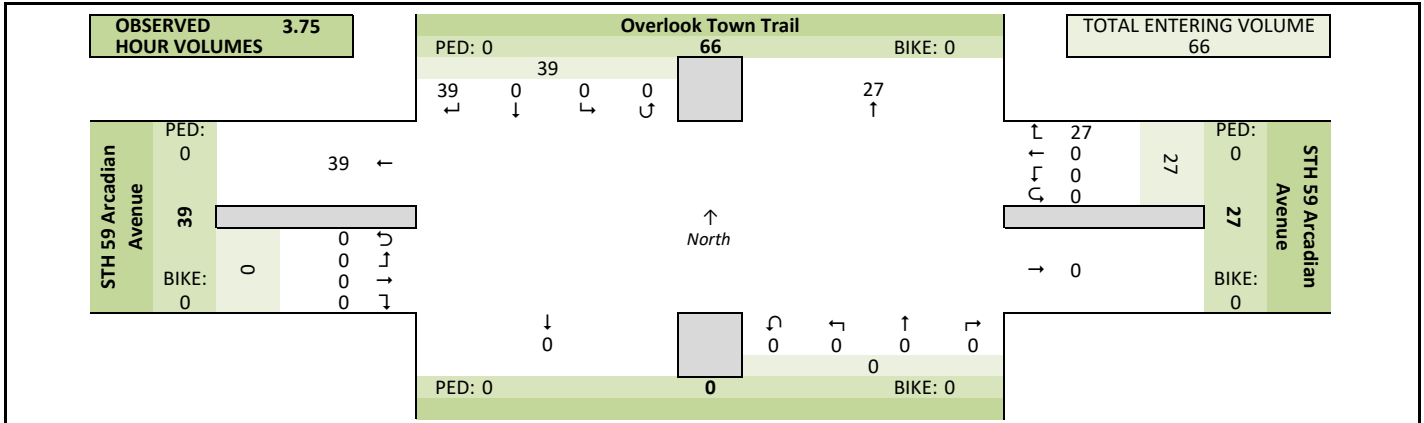 OBSERVED 3.75
HOUR VOLUMES
Overlook Town Trail
PED: 0 66 BIKE: 0
TOTAL ENTERING VOLUME
66
39
39 0 0 0
↵ ↓ ↳ ↺
27
↑
STH 59 Arcadian
Avenue
PED:
0
39
BIKE:
0
39 ←
0
0 ⮌
0 ↳
0 →
0 ↴
↑
North
↱ 27
← 0
↲ 0
⮎ 0
27
→ 0
PED:
0
27
BIKE:
0
STH 59 Arcadian
Avenue
↓
0
↶ ↰ ↑ ↱
0 0 0 0
0
PED: 0 0 BIKE: 0